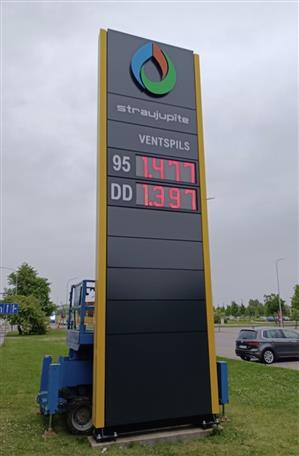 straujupīte
VENTSPILS
95 1.477
DD 1.397